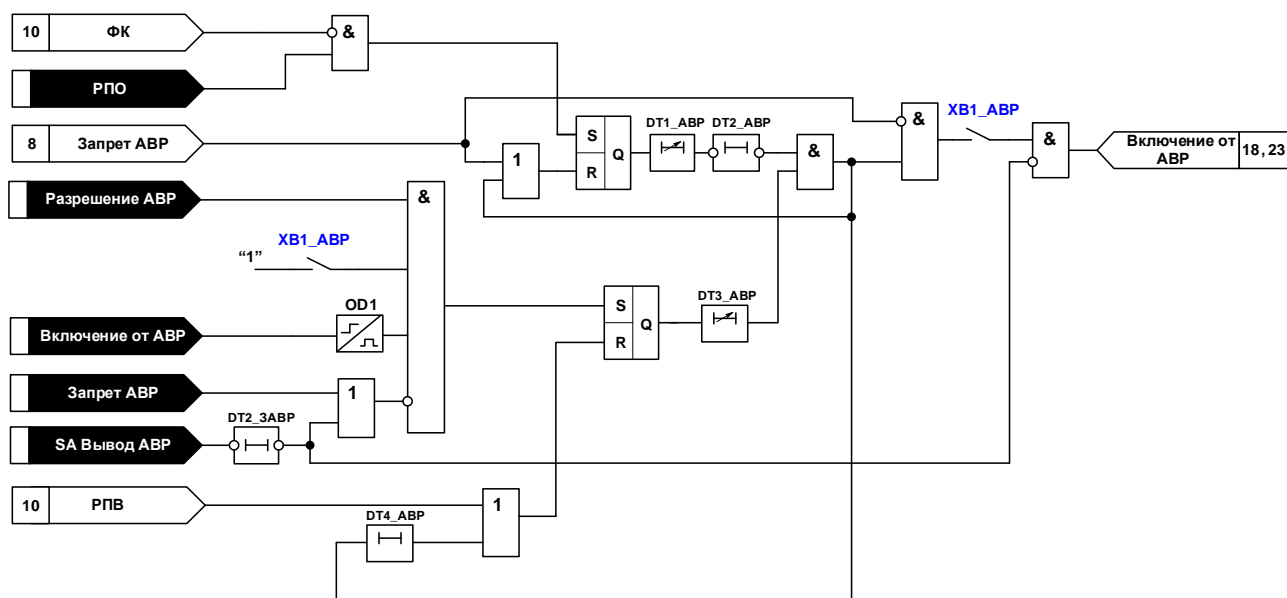 10 ФК
&
РПО
8 Запрет АВР
1
S
R
Q
DT1_АВР
DT2_АВР
&
&
XB1_АВР
&
Включение от АВР 18, 23
Разрешение АВР
&
XB1_АВР
“1”
OD1
Включение от АВР
S
R
Q
DT3_АВР
Запрет АВР
1
DT2_ЗАВР
SA Вывод АВР
10 РПВ
1
DT4_АВР